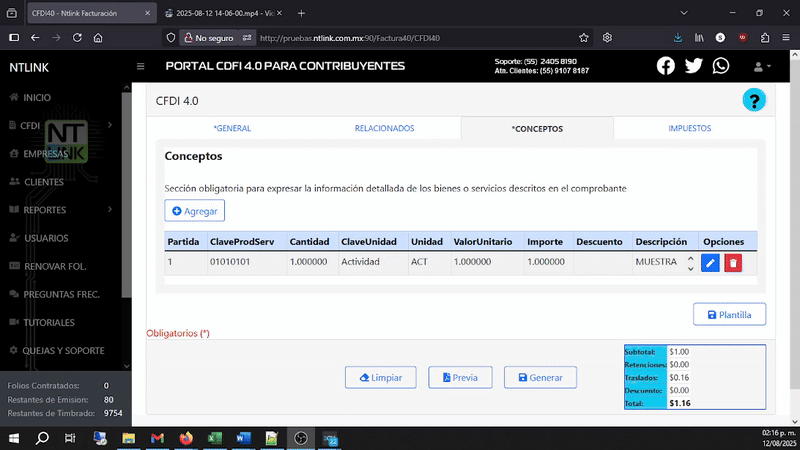 CFDI40 - Ntlink Facturación
2025-08-12 14-06-00.mp4 - Vi
No seguro
http://pruebas.ntlink.com.mx:90/Factura40/CFDI40
NTLINK
PORTAL CDFI 4.0 PARA CONTRIBUYENTES
Soporte: (55) 2405 8190
Atn. Clientes: (55) 9107 8187
INICIO
CFDI
EMPRESAS
CLIENTES
REPORTES
USUARIOS
RENOVAR FOL.
PREGUNTAS FREC.
TUTORIALES
QUEJAS Y SOPORTE
NT
LINK
Folios Contratados: 0
Restantes de Emision: 80
Restantes de Timbrado: 9754
CFDI 4.0
?
*GENERAL
RELACIONADOS
*CONCEPTOS
IMPUESTOS
Conceptos
Sección obligatoria para expresar la información detallada de los bienes o servicios descritos en el comprobante
Agregar
Partida ClaveProdServ Cantidad ClaveUnidad Unidad ValorUnitario Importe Descuento Descripción Opciones
1 01010101 1.000000 Actividad ACT 1.000000 1.000000 MUESTRA
Plantilla
Obligatorios (*)
Limpiar
Previa
Generar
Subtotal: $1.00
Retenciones: $0.00
Traslados: $0.16
Descuento: $0.00
Total: $1.16
02:16 p. m.
12/08/2025